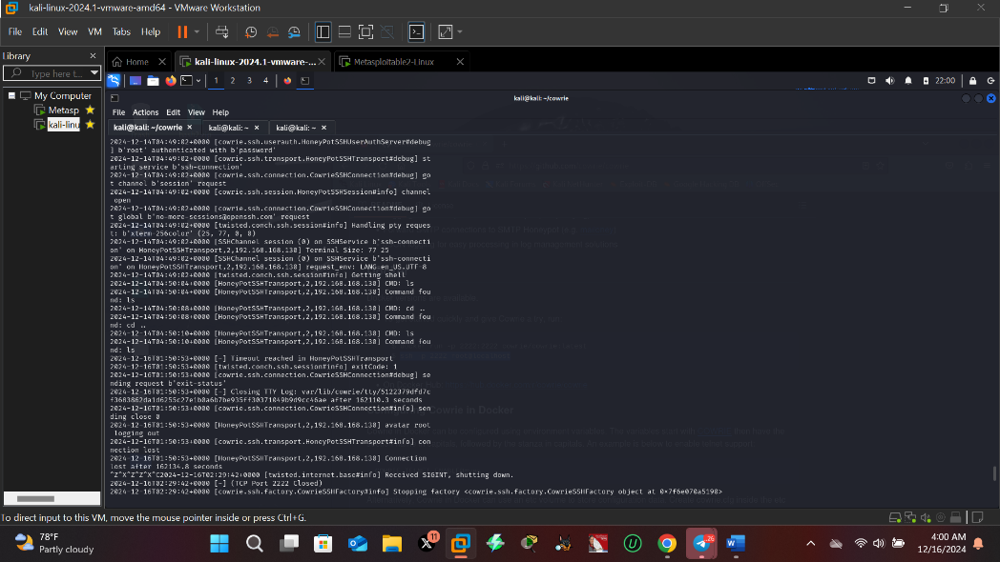 kali-linux-2024.1-vmware-amd64 - VMware Workstation
File Edit View VM Tabs Help
Library
Home
kali-linux-2024.1-vmware-...
Metasploitable2-Linux
Type here t...
1 2 3 4
22:00
My Computer
Metasp
kali-linu
kali@kali: ~/cowrie
File Actions Edit View Help
kali@kali: ~/cowrie
kali@kali: ~
kali@kali: ~
2024-12-14T04:49:02+0000 [cowrie.ssh.userauth.HoneyPotSSHUserAuthServer#debug
] b'root' authenticated with b'password'
2024-12-14T04:49:02+0000 [cowrie.ssh.transport.HoneyPotSSHTransport#debug] st
arting service b'ssh-connection'
2024-12-14T04:49:02+0000 [cowrie.ssh.connection.CowrieSSHConnection#debug] go
t channel b'session' request
2024-12-14T04:49:02+0000 [cowrie.ssh.session.HoneyPotSSHSession#info] channel
open
2024-12-14T04:49:02+0000 [cowrie.ssh.connection.CowrieSSHConnection#debug] go
t global b'no-more-sessions@openssh.com' request
2024-12-14T04:49:02+0000 [twisted.conch.ssh.session#info] Handling pty reques
t: b'xterm-256color' (25, 77, 0, 0)
2024-12-14T04:49:02+0000 [SSHChannel session (0) on SSHService b'ssh-connecti
on' on HoneyPotSSHTransport,2,192.168.168.130] Terminal Size: 77 25
2024-12-14T04:49:02+0000 [SSHChannel session (0) on SSHService b'ssh-connecti
on' on HoneyPotSSHTransport,2,192.168.168.130] request_env: LANG=en_US.UTF-8
2024-12-14T04:49:02+0000 [twisted.conch.ssh.session#info] Getting shell
2024-12-14T04:50:04+0000 [HoneyPotSSHTransport,2,192.168.168.130] CMD: ls
2024-12-14T04:50:04+0000 [HoneyPotSSHTransport,2,192.168.168.130] Command fou
nd: ls
2024-12-14T04:50:08+0000 [HoneyPotSSHTransport,2,192.168.168.130] CMD: cd ..
2024-12-14T04:50:08+0000 [HoneyPotSSHTransport,2,192.168.168.130] Command fou
nd: cd ..
2024-12-14T04:50:10+0000 [HoneyPotSSHTransport,2,192.168.168.130] CMD: ls
2024-12-14T04:50:10+0000 [HoneyPotSSHTransport,2,192.168.168.130] Command fou
nd: ls
2024-12-16T01:50:53+0000 [-] Timeout reached in HoneyPotSSHTransport
2024-12-16T01:50:53+0000 [twisted.conch.ssh.session#info] exitCode: 1
2024-12-16T01:50:53+0000 [cowrie.ssh.connection.CowrieSSHConnection#debug] se
nding request b'exit-status'
2024-12-16T01:50:53+0000 [-] Closing TTY Log: var/lib/cowrie/tty/5122379dfd7c
f3683862da1d6255c27e1b0a6b7be935ff30371049b9d9cc46ae after 162110.3 seconds
2024-12-16T01:50:53+0000 [cowrie.ssh.connection.CowrieSSHConnection#info] sen
ding close 0
2024-12-16T01:50:53+0000 [HoneyPotSSHTransport,2,192.168.168.130] avatar root
logging out
2024-12-16T01:50:53+0000 [cowrie.ssh.transport.HoneyPotSSHTransport#info] con
nection lost
2024-12-16T01:50:53+0000 [HoneyPotSSHTransport,2,192.168.168.130] Connection
lost after 162134.8 seconds
^Z^X^Z^Z^X^C2024-12-16T02:29:42+0000 [twisted.internet.base#info] Received SIGINT, shutting down.
2024-12-16T02:29:42+0000 [-] (TCP Port 2222 Closed)
2024-12-16T02:29:42+0000 [cowrie.ssh.factory.CowrieSSHFactory#info] Stopping factory <cowrie.ssh.factory.CowrieSSHFactory object at 0×7f6e070a5190>
To direct input to this VM, move the mouse pointer inside or press Ctrl+G.
78°F
Partly cloudy
11
26
4:00 AM
12/16/2024